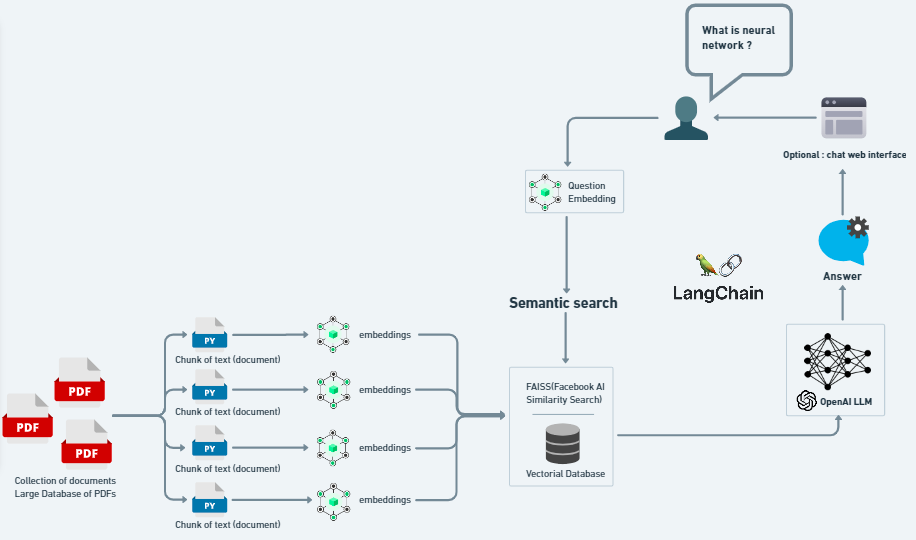 What is neural
network ?
Optional : chat web interface
Question
Embedding
LangChain
Answer
Semantic search
PY
Chunk of text (document)
embeddings
PY
Chunk of text (document)
embeddings
PY
Chunk of text (document)
embeddings
PY
Chunk of text (document)
embeddings
PDF
PDF
PDF
Collection of documents
Large Database of PDFs
FAISS(Facebook AI
Similarity Search)
Vectorial Database
OpenAI LLM